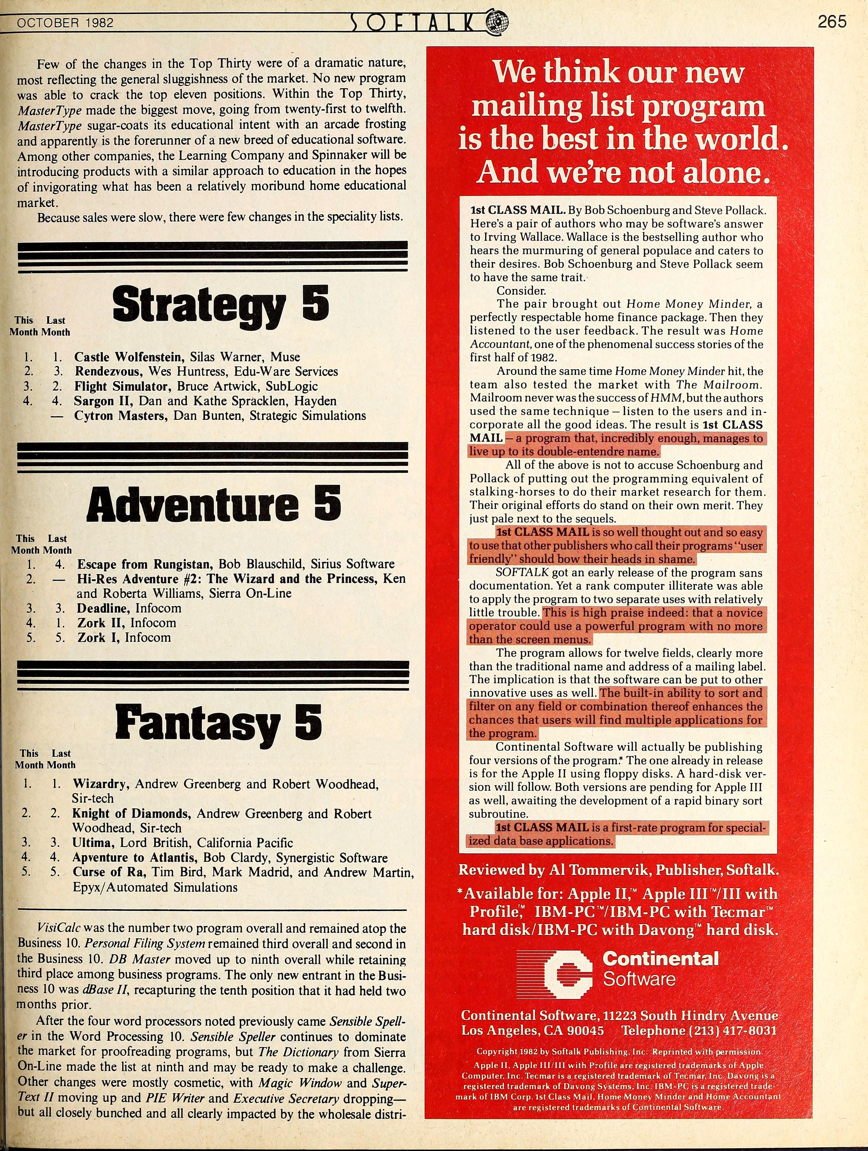 OCTOBER 1982
SOFTALK
265
Few of the changes in the Top Thirty were of a dramatic nature,
most reflecting the general sluggishness of the market. No new program
was able to crack the top eleven positions. Within the Top Thirty,
MasterType made the biggest move, going from twenty-first to twelfth.
MasterType sugar-coats its educational intent with an arcade frosting
and apparently is the forerunner of a new breed of educational software.
Among other companies, the Learning Company and Spinnaker will be
introducing products with a similar approach to education in the hopes
of invigorating what has been a relatively moribund home educational
market.
Because sales were slow, there were few changes in the speciality lists.
Strategy 5
This Last
Month Month
1. 1. Castle Wolfenstein, Silas Warner, Muse
2. 3. Rendezvous, Wes Huntress, Edu-Ware Services
3. 2. Flight Simulator, Bruce Artwick, SubLogic
4. 4. Sargon II, Dan and Kathe Spracklen, Hayden
— Cytron Masters, Dan Bunten, Strategic Simulations
Adventure 5
This Last
Month Month
1. 4. Escape from Rungistan, Bob Blauschild, Sirius Software
2. — Hi-Res Adventure #2: The Wizard and the Princess, Ken
and Roberta Williams, Sierra On-Line
3. 3. Deadline, Infocom
4. 1. Zork II, Infocom
5. 5. Zork I, Infocom
Fantasy 5
This Last
Month Month
1. 1. Wizardry, Andrew Greenberg and Robert Woodhead,
Sir-tech
2. 2. Knight of Diamonds, Andrew Greenberg and Robert
Woodhead, Sir-tech
3. 3. Ultima, Lord British, California Pacific
4. 4. Apventure to Atlantis, Bob Clardy, Synergistic Software
5. 5. Curse of Ra, Tim Bird, Mark Madrid, and Andrew Martin,
Epyx/Automated Simulations
VisiCalc was the number two program overall and remained atop the
Business 10. Personal Filing System remained third overall and second in
the Business 10. DB Master moved up to ninth overall while retaining
third place among business programs. The only new entrant in the Busi-
ness 10 was dBase II, recapturing the tenth position that it had held two
months prior.
After the four word processors noted previously came Sensible Spell-
er in the Word Processing 10. Sensible Speller continues to dominate
the market for proofreading programs, but The Dictionary from Sierra
On-Line made the list at ninth and may be ready to make a challenge.
Other changes were mostly cosmetic, with Magic Window and Super-
Text II moving up and PIE Writer and Executive Secretary dropping—
but all closely bunched and all clearly impacted by the wholesale distri-
We think our new
mailing list program
is the best in the world.
And we're not alone.
1st CLASS MAIL. By Bob Schoenburg and Steve Pollack.
Here's a pair of authors who may be software's answer
to Irving Wallace. Wallace is the bestselling author who
hears the murmuring of general populace and caters to
their desires. Bob Schoenburg and Steve Pollack seem
to have the same trait.
Consider.
The pair brought out Home Money Minder, a
perfectly respectable home finance package. Then they
listened to the user feedback. The result was Home
Accountant, one of the phenomenal success stories of the
first half of 1982.
Around the same time Home Money Minder hit, the
team also tested the market with The Mailroom.
Mailroom never was the success of HMM, but the authors
used the same technique — listen to the users and in-
corporate all the good ideas. The result is 1st CLASS
MAIL — a program that, incredibly enough, manages to
live up to its double-entendre name.
All of the above is not to accuse Schoenburg and
Pollack of putting out the programming equivalent of
stalking-horses to do their market research for them.
Their original efforts do stand on their own merit. They
just pale next to the sequels.
1st CLASS MAIL is so well thought out and so easy
to use that other publishers who call their programs "user
friendly" should bow their heads in shame.
SOFTALK got an early release of the program sans
documentation. Yet a rank computer illiterate was able
to apply the program to two separate uses with relatively
little trouble. This is high praise indeed: that a novice
operator could use a powerful program with no more
than the screen menus.
The program allows for twelve fields, clearly more
than the traditional name and address of a mailing label.
The implication is that the software can be put to other
innovative uses as well. The built-in ability to sort and
filter on any field or combination thereof enhances the
chances that users will find multiple applications for
the program.
Continental Software will actually be publishing
four versions of the program.* The one already in release
is for the Apple II using floppy disks. A hard-disk ver-
sion will follow. Both versions are pending for Apple III
as well, awaiting the development of a rapid binary sort
subroutine.
1st CLASS MAIL is a first-rate program for special-
ized data base applications.
Reviewed by Al Tommervik, Publisher, Softalk.
*Available for: Apple II,™ Apple III™/III with
Profile,™ IBM-PC™/IBM-PC with Tecmar™
hard disk/IBM-PC with Davong™ hard disk.
Continental
Software
Continental Software, 11223 South Hindry Avenue
Los Angeles, CA 90045 Telephone (213) 417-8031
Copyright 1982 by Softalk Publishing, Inc. Reprinted with permission.
Apple II, Apple III/III with Profile are registered trademarks of Apple
Computer, Inc. Tecmar is a registered trademark of Tecmar, Inc. Davong is a
registered trademark of Davong Systems, Inc. IBM-PC is a registered trade-
mark of IBM Corp. 1st Class Mail, Home Money Minder and Home Accountant
are registered trademarks of Continental Software.